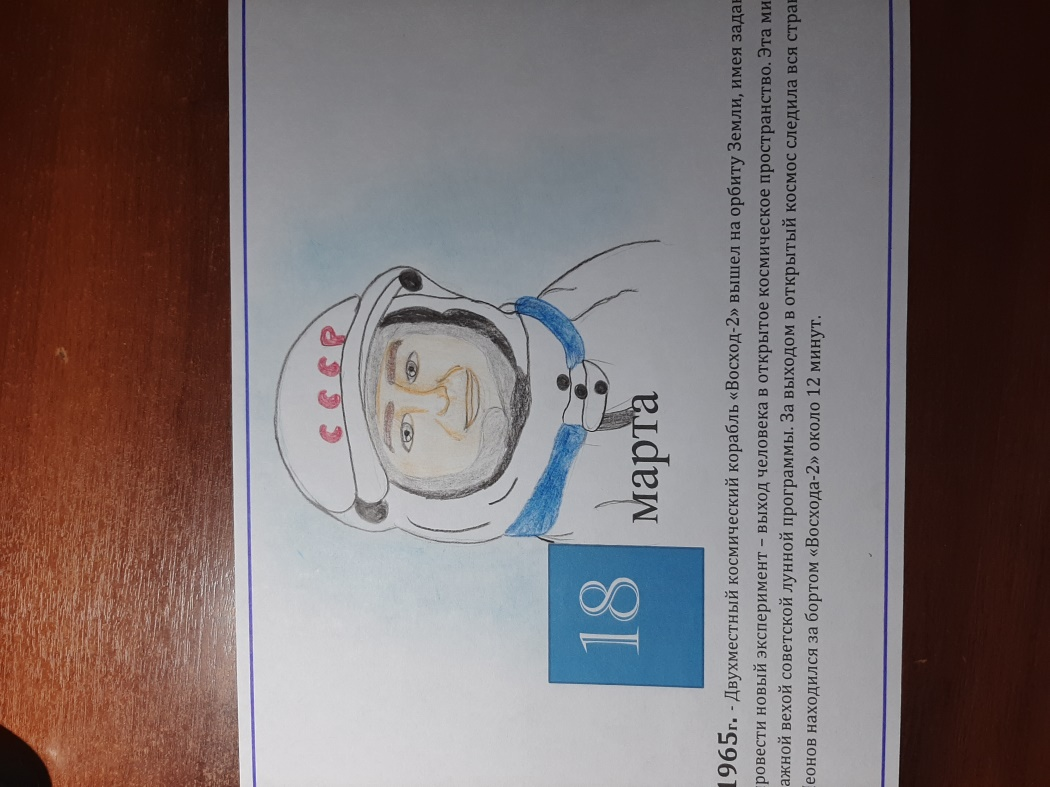 СССР
18
Марта
1965г. - Двухместный космический корабль «Восход-2» вышел на орбиту Земли, имея
провести новый эксперимент – выход человека в открытое космическое пространство. Эта
важной вехой советской лунной программы. За выходом в открытый космос следила вся
Леонов находился за бортом «Восхода-2» около 12 минут.